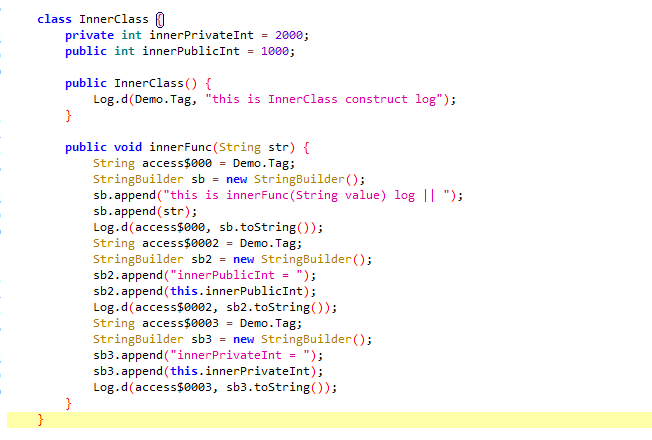 class InnerClass {
private int innerPrivateInt = 2000;
public int innerPublicInt = 1000;
public InnerClass() {
Log.d(Demo.Tag, "this is InnerClass construct log");
}
public void innerFunc(String str) {
String access$000 = Demo.Tag;
StringBuilder sb = new StringBuilder();
sb.append("this is innerFunc(String value) log || ");
sb.append(str);
Log.d(access$000, sb.toString());
String access$0002 = Demo.Tag;
StringBuilder sb2 = new StringBuilder();
sb2.append("innerPublicInt = ");
sb2.append(this.innerPublicInt);
Log.d(access$0002, sb2.toString());
String access$0003 = Demo.Tag;
StringBuilder sb3 = new StringBuilder();
sb3.append("innerPrivateInt = ");
sb3.append(this.innerPrivateInt);
Log.d(access$0003, sb3.toString());
}
}